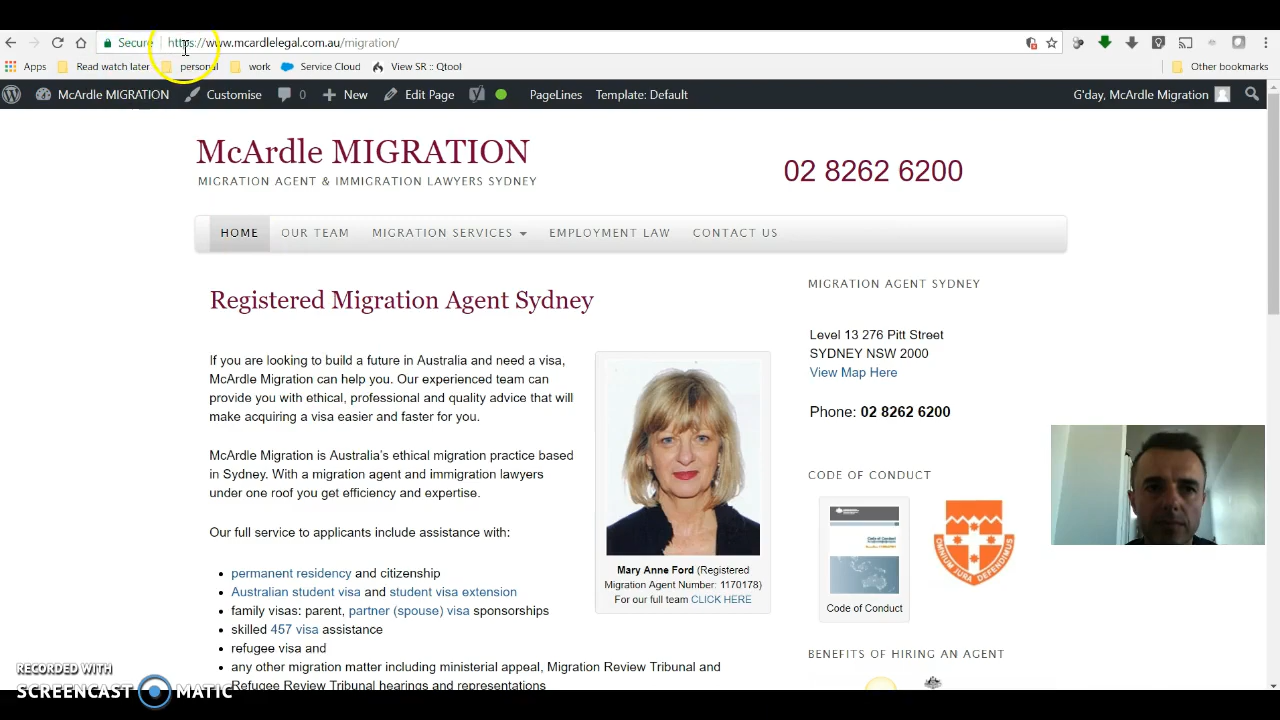 Secure https://www.mcardlelegal.com.au/migration/
Apps Read watch later personal work Service Cloud View SR :: Qtool Other bookmarks
McArdle MIGRATION Customise 0 New Edit Page PageLines Template: Default G'day, McArdle Migration
McArdle MIGRATION
MIGRATION AGENT & IMMIGRATION LAWYERS SYDNEY
02 8262 6200
HOME OUR TEAM MIGRATION SERVICES EMPLOYMENT LAW CONTACT US
Registered Migration Agent Sydney
If you are looking to build a future in Australia and need a visa,
McArdle Migration can help you. Our experienced team can
provide you with ethical, professional and quality advice that will
make acquiring a visa easier and faster for you.
McArdle Migration is Australia's ethical migration practice based
in Sydney. With a migration agent and immigration lawyers
under one roof you get efficiency and expertise.
Our full service to applicants include assistance with:
permanent residency and citizenship
Australian student visa and student visa extension
family visas: parent, partner (spouse) visa sponsorships
skilled 457 visa assistance
refugee visa and
any other migration matter including ministerial appeal, Migration Review Tribunal and
Refugee Review Tribunal hearings and representations
Mary Anne Ford (Registered
Migration Agent Number: 1170178)
For our full team CLICK HERE
MIGRATION AGENT SYDNEY
Level 13 276 Pitt Street
SYDNEY NSW 2000
View Map Here
Phone: 02 8262 6200
CODE OF CONDUCT
Code of Conduct
OMNIUM JURA DEFENDIMUS
Code of Conduct
BENEFITS OF HIRING AN AGENT
RECORDED WITH
SCREENCAST MATIC